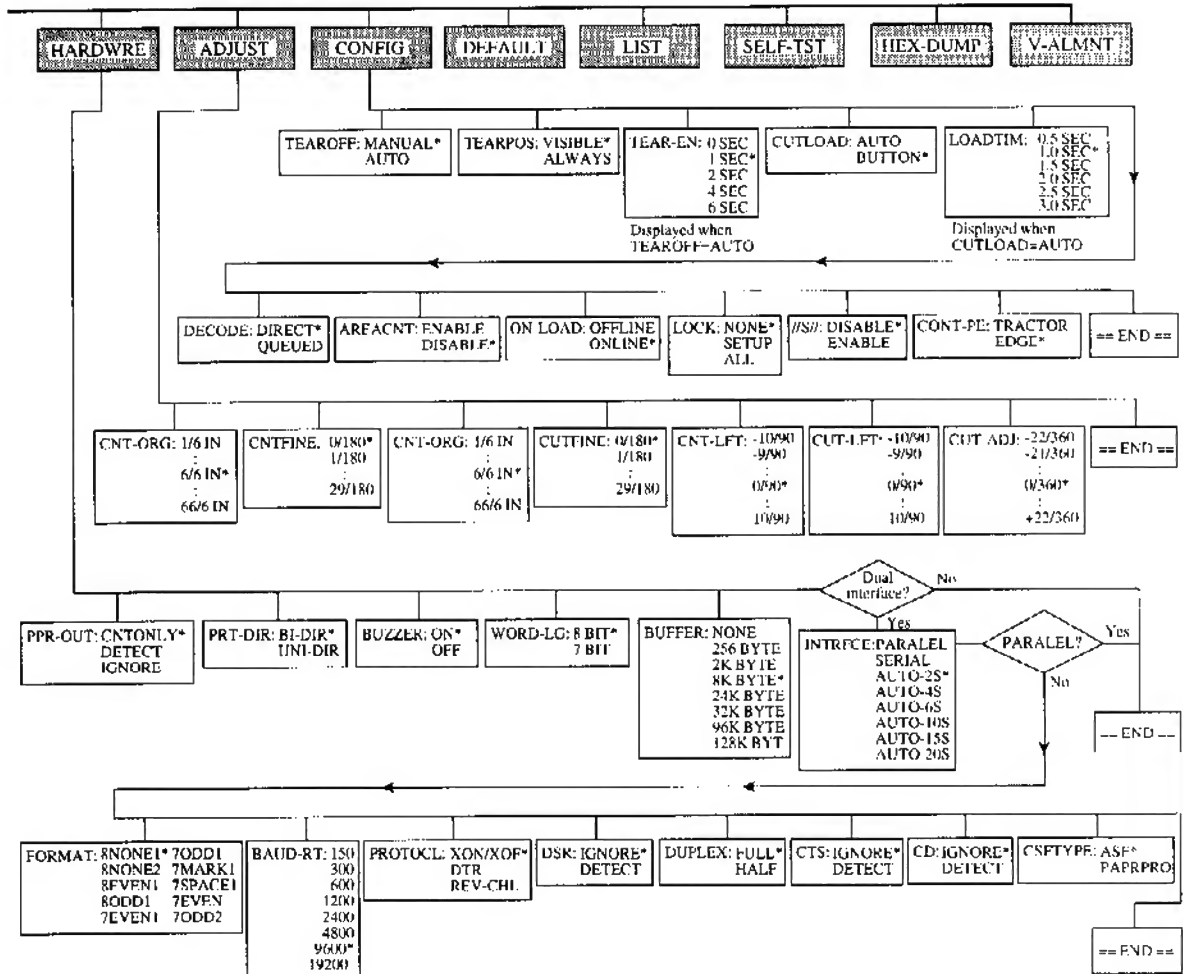 HARDWRE ADJUST CONFIG DEFAULT LIST SELF-TST HEX-DUMP V-ALMNT
TEAROFF: MANUAL*
AUTO
TEARPOS: VISIBLE*
ALWAYS
TEAR-EN: 0 SEC
1 SEC*
2 SEC
4 SEC
6 SEC
Displayed when
TEAROFF=AUTO
CUTLOAD: AUTO
BUTTON*
LOADTIM: 0.5 SEC
1.0 SEC*
1.5 SEC
2.0 SEC
2.5 SEC
3.0 SEC
Displayed when
CUTLOAD=AUTO
DECODE: DIRECT*
QUEUED
AREACNT: ENABLE
DISABLE*
ON LOAD: OFFLINE
ONLINE*
LOCK: NONE*
SETUP
ALL
//S//: DISABLE*
ENABLE
CONT-PE: TRACTOR
EDGE*
== END ==
CNT-ORG: 1/6 IN
:
6/6 IN*
:
66/6 IN
CNTFINE. 0/180*
1/180
:
29/180
CNT-ORG: 1/6 IN
:
6/6 IN*
:
66/6 IN
CUTFINE: 0/180*
1/180
:
29/180
CNT-LFT: -10/90
-9/90
:
0/90*
:
10/90
CUT-LFT: -10/90
-9/90
:
0/90*
:
10/90
CUT ADJ: -22/360
-21/360
:
0/360*
:
+22/360
== END ==
PPR-OUT: CNTONLY*
DETECT
IGNORE
PRT-DIR: BI-DIR*
UNI-DIR
BUZZER: ON*
OFF
WORD-LG: 8 BIT*
7 BIT
BUFFER: NONE
256 BYTE
2K BYTE
8K BYTE*
24K BYTE
32K BYTE
96K BYTE
128K BYT
Dual
interface?
No
Yes
INTRFCE: PARALEL
SERIAL
AUTO-2S*
AUTO-4S
AUTO-6S
AUTO-10S
AUTO-15S
AUTO-20S
PARALEL?
Yes
No
== END ==
FORMAT: 8NONE1* 7ODD1
8NONE2 7MARK1
8EVEN1 7SPACE1
8ODD1 7EVEN
7EVEN1 7ODD2
BAUD-RT: 150
300
600
1200
2400
4800
9600*
19200
PROTOCL: XON/XOF*
DTR
REV-CHL
DSR: IGNORE*
DETECT
DUPLEX: FULL*
HALF
CTS: IGNORE*
DETECT
CD: IGNORE*
DETECT
CSFTYPE: ASF*
PAPRPRO
== END ==